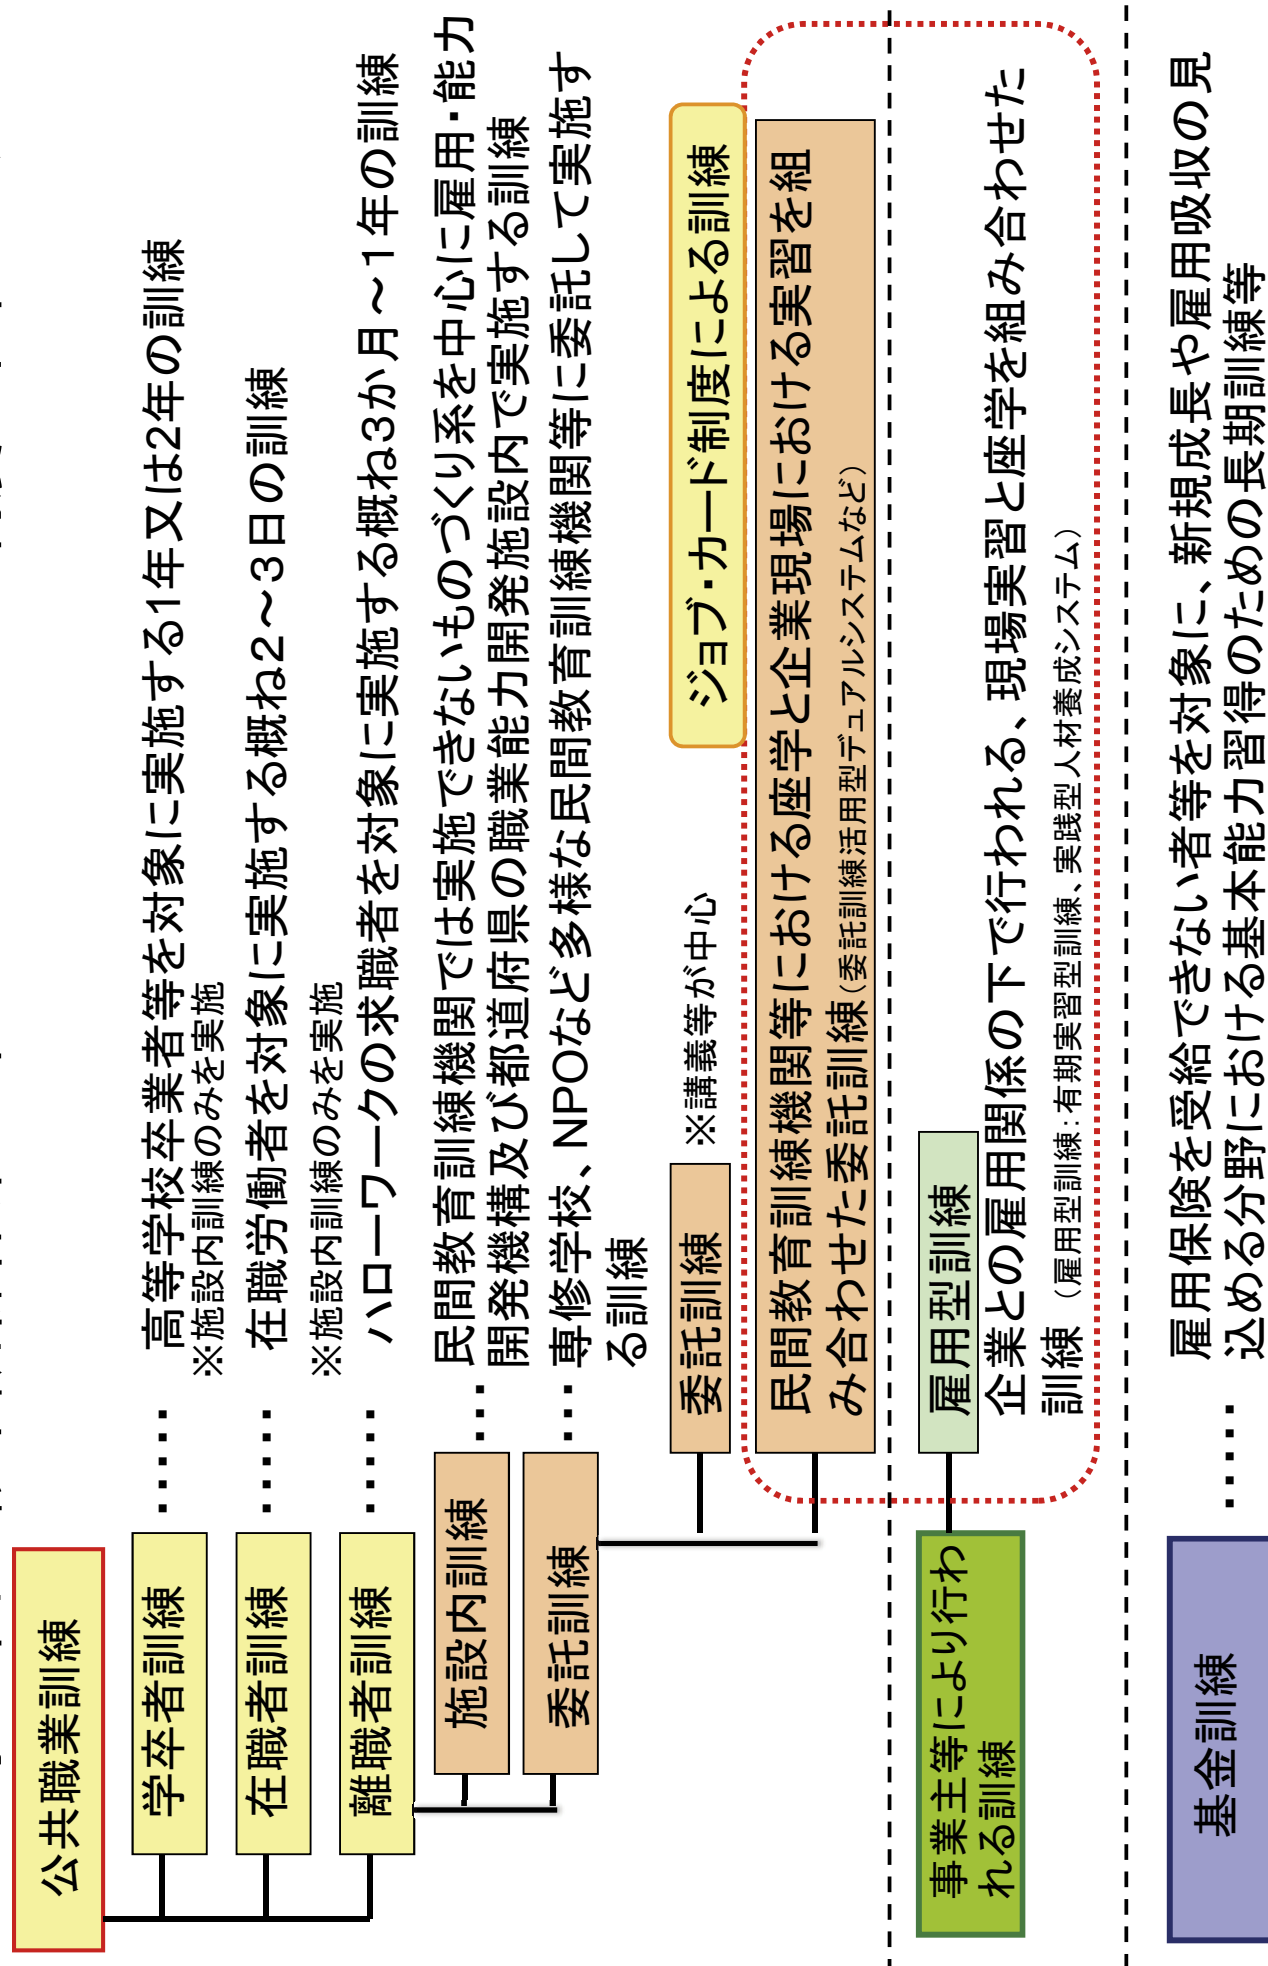 公共職業訓練
学卒者訓練
・・・・・
高等学校卒業者等を対象に実施する1年又は2年の訓練
※施設内訓練のみを実施
在職者訓練
・・・・・
在職労働者を対象に実施する概ね2～3日の訓練
※施設内訓練のみを実施
離職者訓練
・・・・・
ハローワークの求職者を対象に実施する概ね3か月～1年の訓練
施設内訓練
・・・
民間教育訓練機関では実施できないものづくり系を中心に雇用・能力
開発機構及び都道府県の職業能力開発施設内で実施する訓練
委託訓練
・・・
専修学校、NPOなど多様な民間教育訓練機関等に委託して実施す
る訓練
委託訓練
※講義等が中心
ジョブ・カード制度による訓練
民間教育訓練機関等における座学と企業現場における実習を組
み合わせた委託訓練（委託訓練活用型デュアルシステムなど）
事業主等により行わ
れる訓練
雇用型訓練
企業との雇用関係の下で行われる、現場実習と座学を組み合わせた
訓練 （雇用型訓練：有期実習型訓練、実践型人材養成システム）
基金訓練
・・・・・
雇用保険を受給できない者等を対象に、新規成長や雇用吸収の見
込める分野における基本能力習得のための長期訓練等